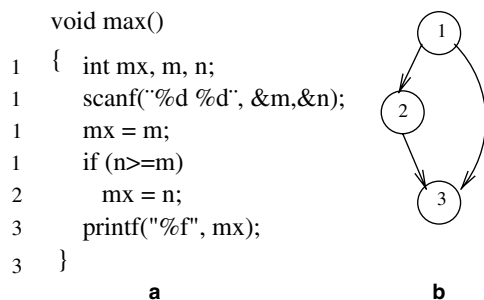 void max()
1 { int mx, m, n;
1 scanf(¨%d %d¨, &m,&n);
1 mx = m;
1 if (n>=m)
2 mx = n;
3 printf("%f", mx);
3 }
a
1
2
3
b